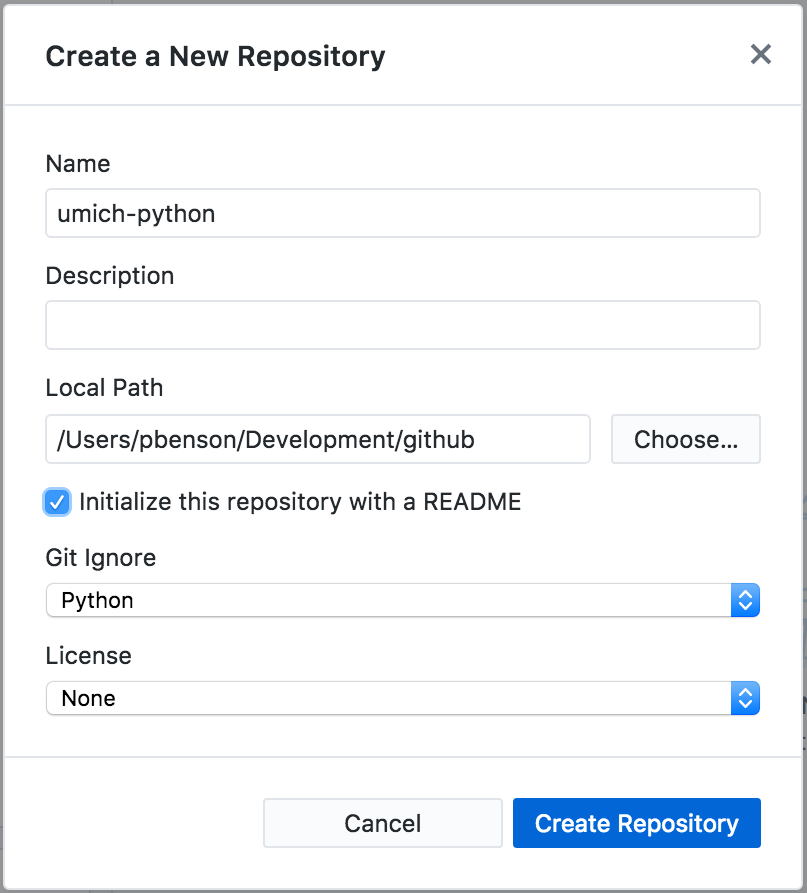 Create a New Repository
Name
umich-python
Description
Local Path
/Users/pbenson/Development/github
Choose...
Initialize this repository with a README
Git Ignore
Python
License
None
Cancel
Create Repository